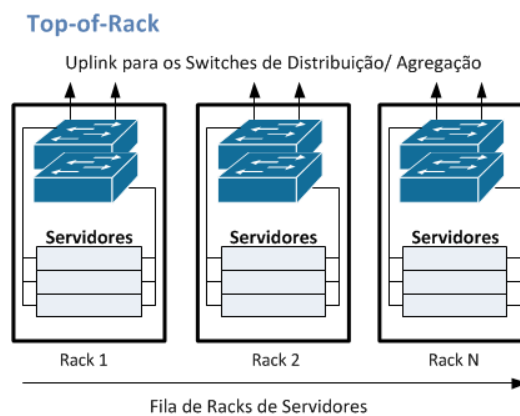 Top-of-Rack
Uplink para os Switches de Distribuição/ Agregação
Servidores Servidores Servidores
Rack 1 Rack 2 Rack N
Fila de Racks de Servidores